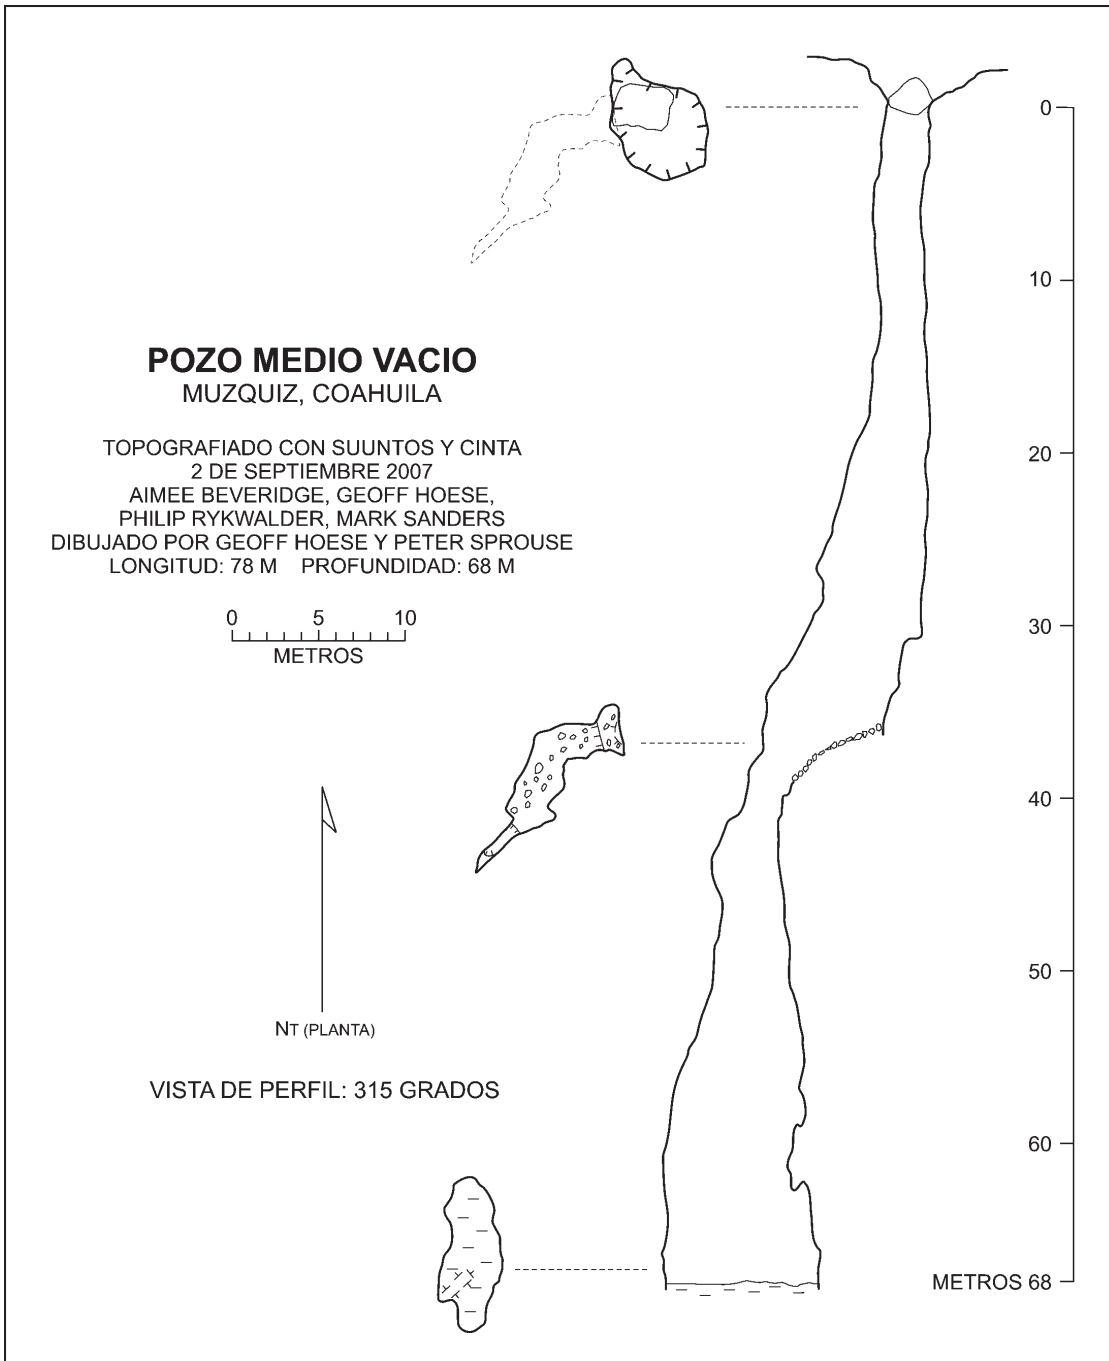 POZO MEDIO VACIO
MUZQUIZ, COAHUILA
TOPOGRAFIADO CON SUUNTOS Y CINTA
2 DE SEPTIEMBRE 2007
AIMEE BEVERIDGE, GEOFF HOESE,
PHILIP RYKWALDER, MARK SANDERS
DIBUJADO POR GEOFF HOESE Y PETER SPROUSE
LONGITUD: 78 M PROFUNDIDAD: 68 M
0 5 10
METROS
NT (PLANTA)
VISTA DE PERFIL: 315 GRADOS
0
10
20
30
40
50
60
METROS 68